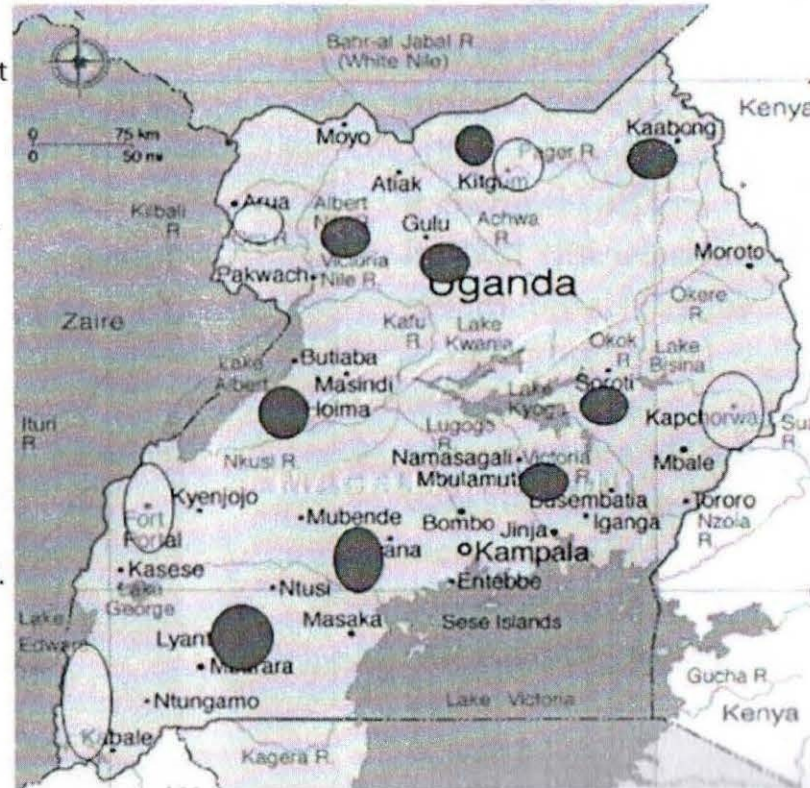 t
Bahr-al Jabal R
(White Nile)
Kenya
0 75 km
0 50 mi
Moyo
Kaabong
Pager R.
Kitgum
Atiak
Arua
Albert
Kibali
R.
Achwa
R.
Gulu
Moroto
Pakwach
Victoria
Nile R.
Uganda
Okere
R.
Zaire
Kafu
R
Lake
Kwania
Okok
R.
Lake
Bisina
Butiaba
Lake
Albert
Masindi
Soroti
Hoima
Lake
Kyoga
Kapchorwa
Ituri
R
Lugogo
R.
Nkusi R.
Namasagali
Victoria
R.
Mbale
Mbulamuti
Kyenjojo
Fort
Portal
Busembatia
Tororo
Mubende
Bombo
Jinja
Iganga
Nzoia
R
ana
Kampala
Kasese
Lake
George
Ntusi
Entebbe
Masaka
Sese Islands
Lake
Edward
Lyant
Mbarara
Gucha R.
Ntungamo
Lake Victoria
Kenya
Kabale
Kagera R.